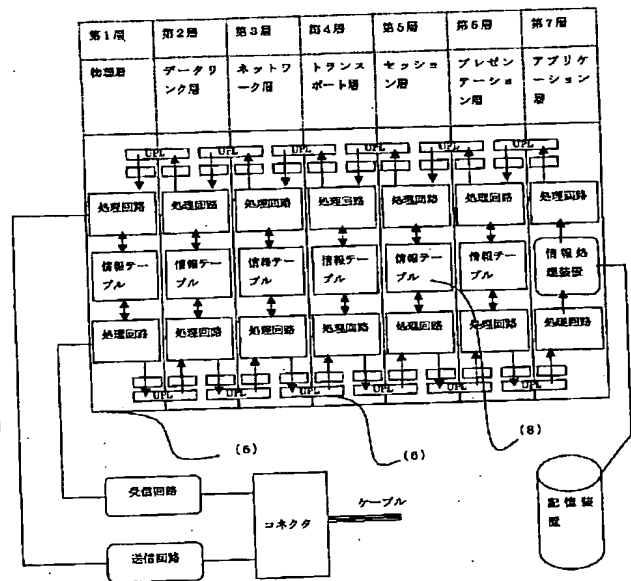 第1層 第2層 第3層 第4層 第5層 第6層 第7層
物理層 データリンク層 ネットワーク層 トランスポート層 セッション層 プレゼンテーション層 アプリケーション層
UPL UPL UPL UPL UPL UPL
処理回路 処理回路 処理回路 処理回路 処理回路 処理回路 処理回路
情報テーブル 情報テーブル 情報テーブル 情報テーブル 情報テーブル 情報テーブル 情報処理装置
処理回路 処理回路 処理回路 処理回路 処理回路 処理回路 処理回路
UPL UPL UPL UPL UPL UPL
(5) (6) (8)
受信回路
コネクタ
ケーブル
送信回路
記憶装置